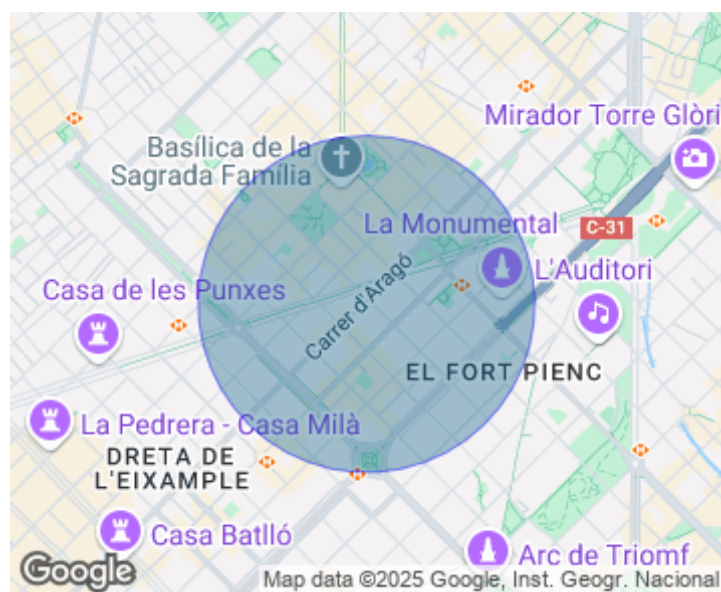 Mirador Torre Glòri
Basílica de la
Sagrada Família
La Monumental
C-31
L'Auditori
Casa de les Punxes
Carrer d'Aragó
EL FORT PIENC
La Pedrera - Casa Milà
DRETA DE
L'EIXAMPLE
Casa Batlló
Arc de Triomf
Google
Map data ©2025 Google, Inst. Geogr. Nacional